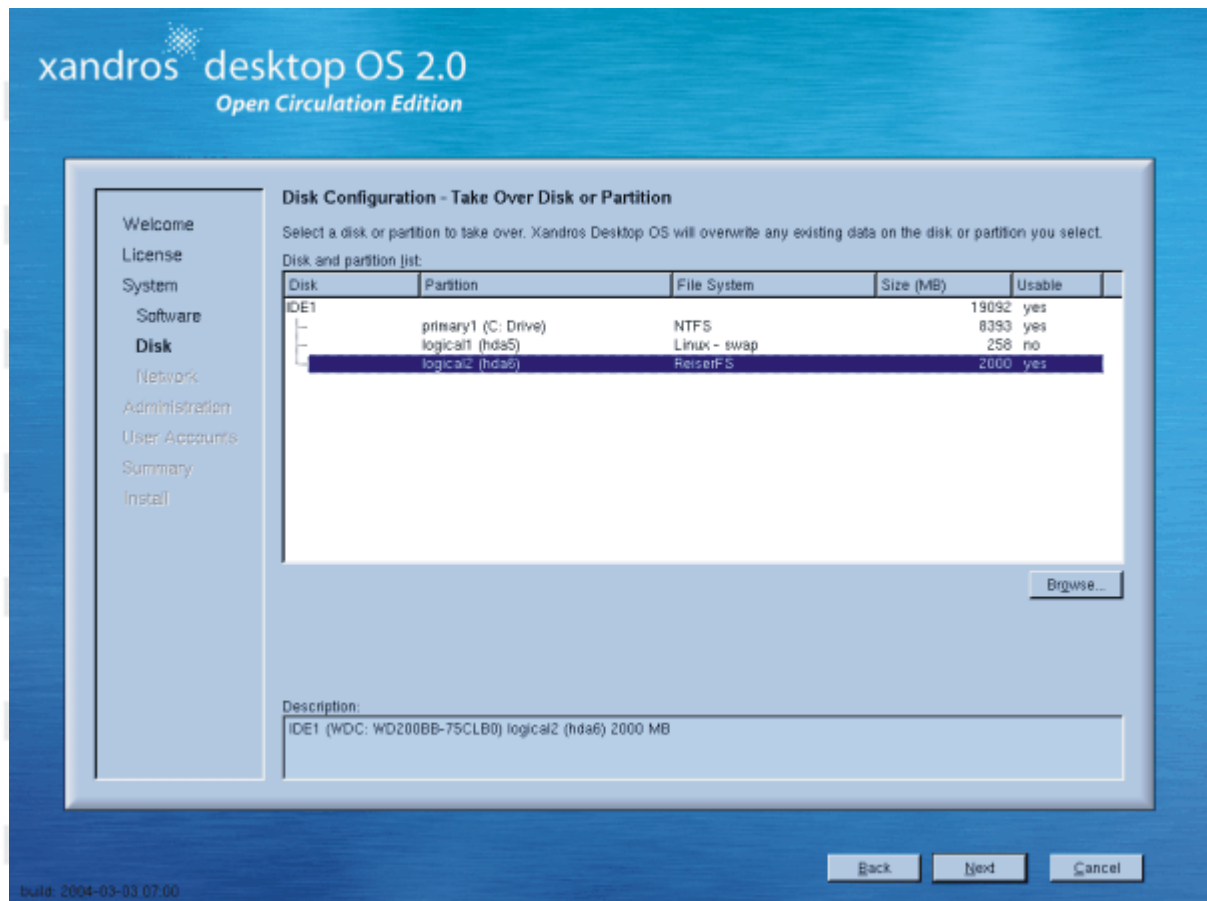 xandros desktop OS 2.0
Open Circulation Edition
Welcome
License
System
Software
Disk
Network
Administration
User Accounts
Summary
Install
Disk Configuration - Take Over Disk or Partition
Select a disk or partition to take over. Xandros Desktop OS will overwrite any existing data on the disk or partition you select.
Disk and partition list:
Disk Partition File System Size (MB) Usable
IDE1 19092 yes
primary1 (C: Drive) NTFS 8393 yes
logical1 (hda5) Linux - swap 258 no
logical2 (hda6) ReiserFS 2000 yes
Browse...
Description:
IDE1 (WDC: WD200BB-75CLB0) logical2 (hda6) 2000 MB
Back Next Cancel
build: 2004-03-03 07:00